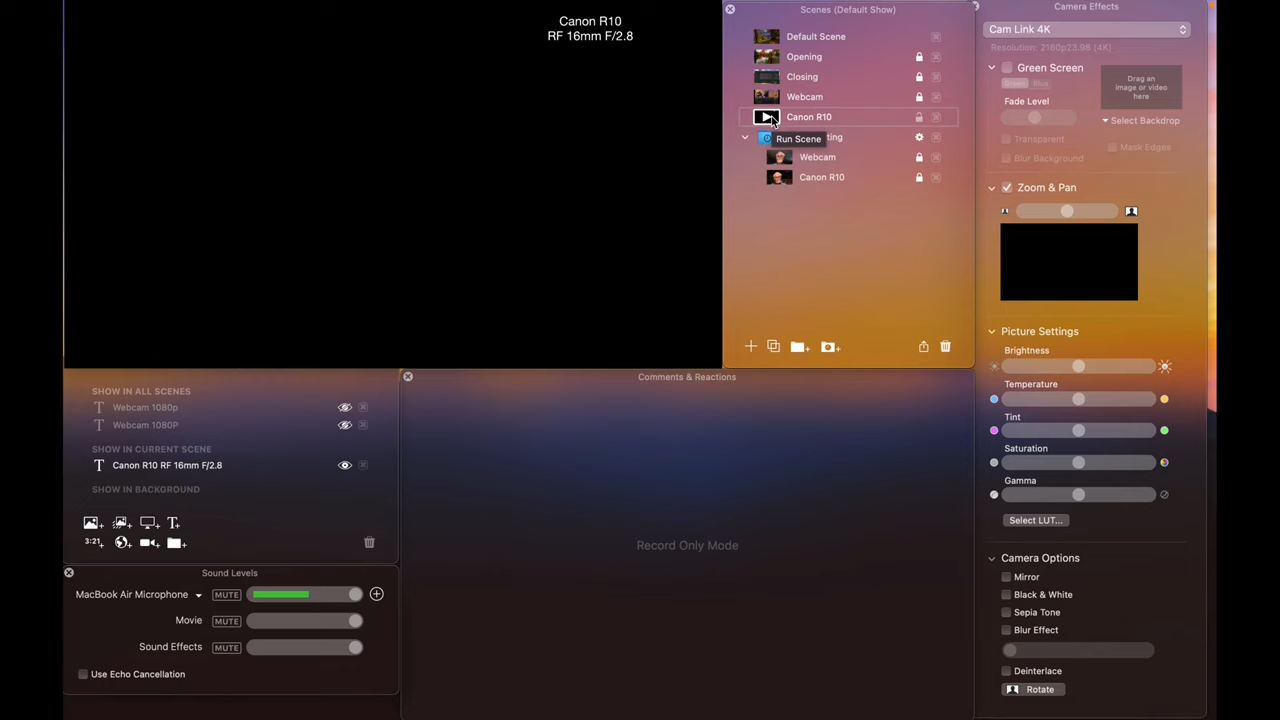 Canon R10
RF 16mm F/2.8
Scenes (Default Show)
Default Scene
Opening
Closing
Webcam
Canon R10
Run Scene
ting
Webcam
Canon R10
Camera Effects
Cam Link 4K
Resolution: 2160p23.98 (4K)
Green Screen
Green Blue
Drag an
image or video
here
Fade Level
Select Backdrop
Transparent
Mask Edges
Blur Background
Zoom & Pan
Picture Settings
Brightness
Temperature
Tint
Saturation
Gamma
Select LUT...
Camera Options
Mirror
Black & White
Sepia Tone
Blur Effect
Deinterlace
Rotate
SHOW IN ALL SCENES
Webcam 1080p
Webcam 1080P
SHOW IN CURRENT SCENE
Canon R10 RF 16mm F/2.8
SHOW IN BACKGROUND
3:21
Sound Levels
MacBook Air Microphone MUTE
Movie MUTE
Sound Effects MUTE
Use Echo Cancellation
Comments & Reactions
Record Only Mode